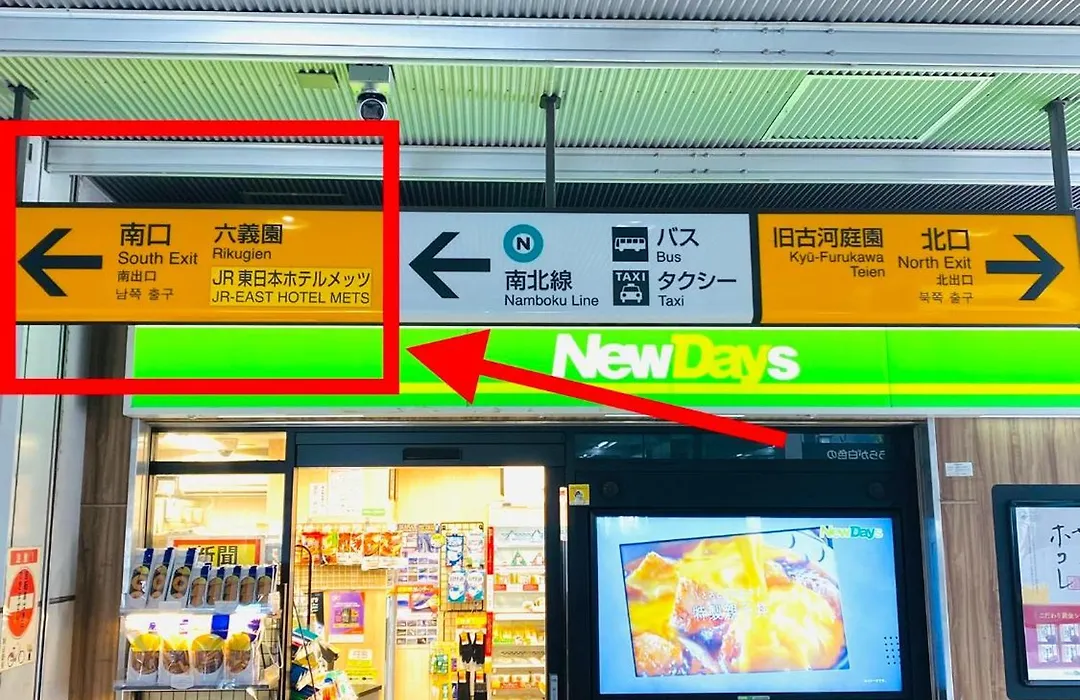 南口
South Exit
南出口
남쪽 출구
六義園
Rikugien
JR 東日本ホテルメッツ
JR-EAST HOTEL METS
N
南北線
Namboku Line
バス
Bus
TAXI
タクシー
Taxi
旧古河庭園
Kyū-Furukawa
Teien
北口
North Exit
北出口
북쪽 출구
NewDays
新聞
NewDays